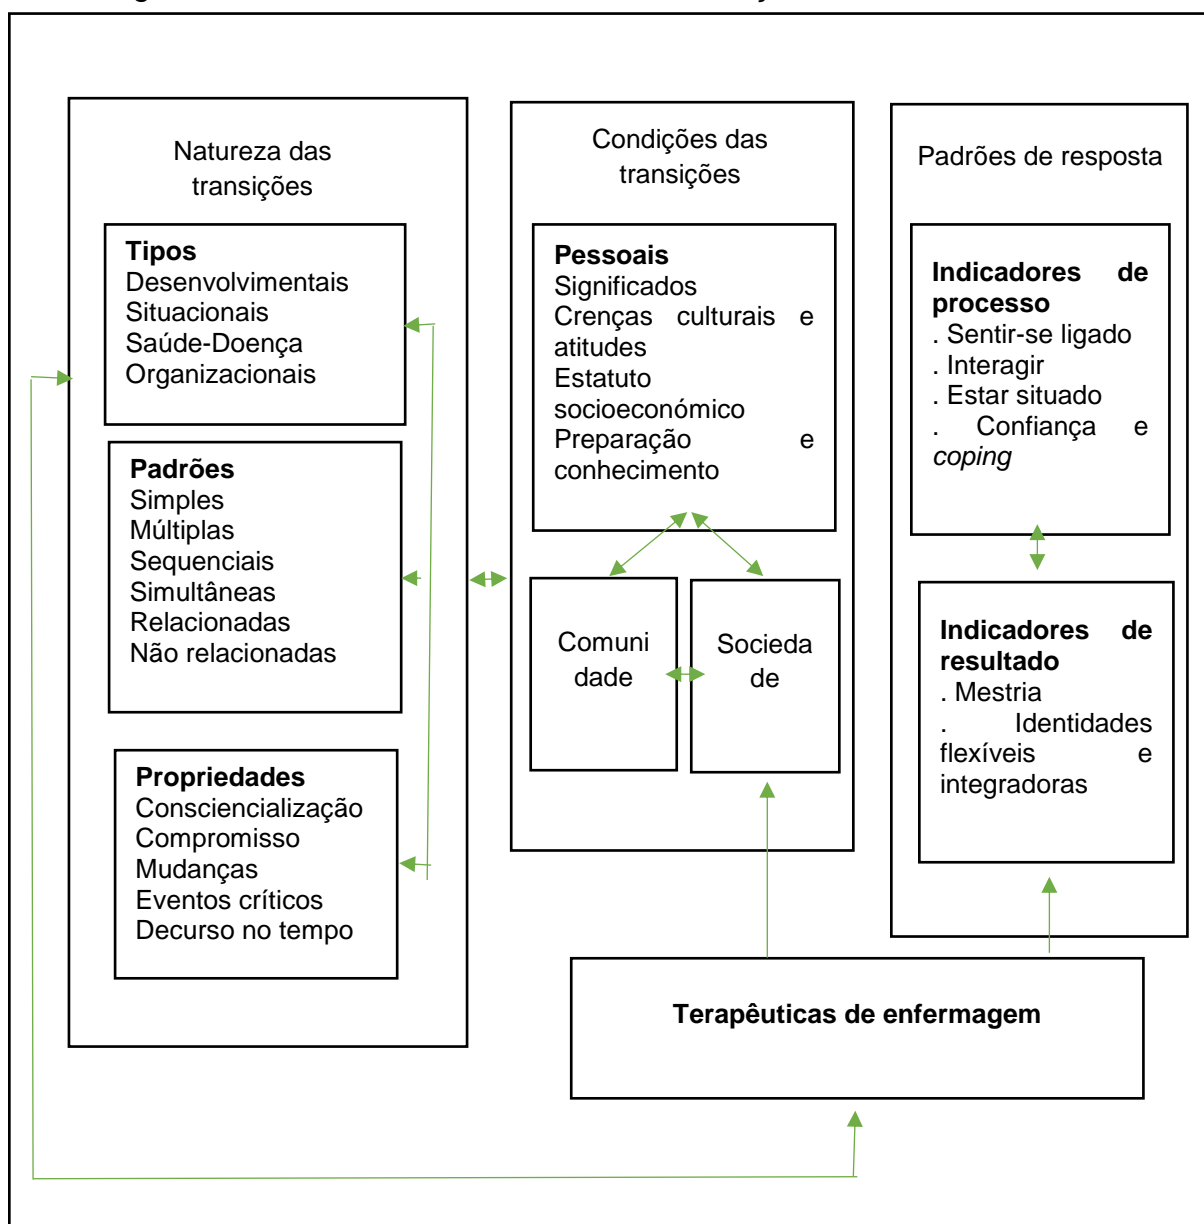 Natureza das
transições
Tipos
Desenvolvimentais
Situacionais
Saúde-Doença
Organizacionais
Padrões
Simples
Múltiplas
Sequenciais
Simultâneas
Relacionadas
Não relacionadas
Propriedades
Consciencialização
Compromisso
Mudanças
Eventos críticos
Decurso no tempo
Condições das
transições
Pessoais
Significados
Crenças culturais e
atitudes
Estatuto
socioeconómico
Preparação e
conhecimento
Comuni
dade
Socieda
de
Padrões de resposta
Indicadores de
processo
. Sentir-se ligado
. Interagir
. Estar situado
. Confiança e
coping
Indicadores de
resultado
. Mestria
. Identidades
flexíveis e
integradoras
Terapêuticas de enfermagem